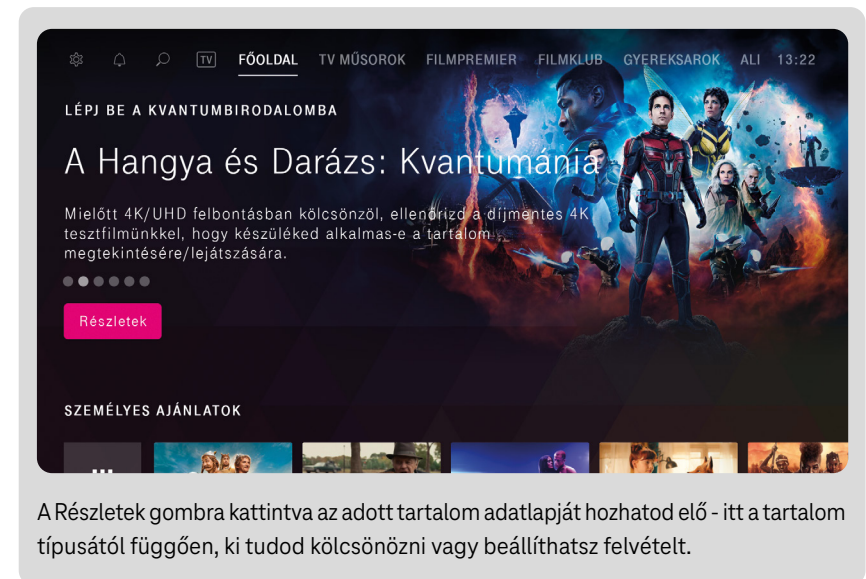 TV FŐOLDAL TV MŰSOROK FILMPREMIER FILMKLUB GYEREKSAROK ALI 13:22
LÉPJ BE A KVANTUMBIRODALOMBA
A Hangya és Darázs: Kvantumánia
Mielőtt 4K/UHD felbontásban kölcsönzöl, ellenőrizd a díjmentes 4K
tesztfilmünkkel, hogy készüléked alkalmas-e a tartalom
megtekintésére/lejátszására.
Részletek
SZEMÉLYES AJÁNLATOK
A Részletek gombra kattintva az adott tartalom adatlapját hozhatod elő - itt a tartalom
típusától függően, ki tudod kölcsönözni vagy beállíthatsz felvételt.